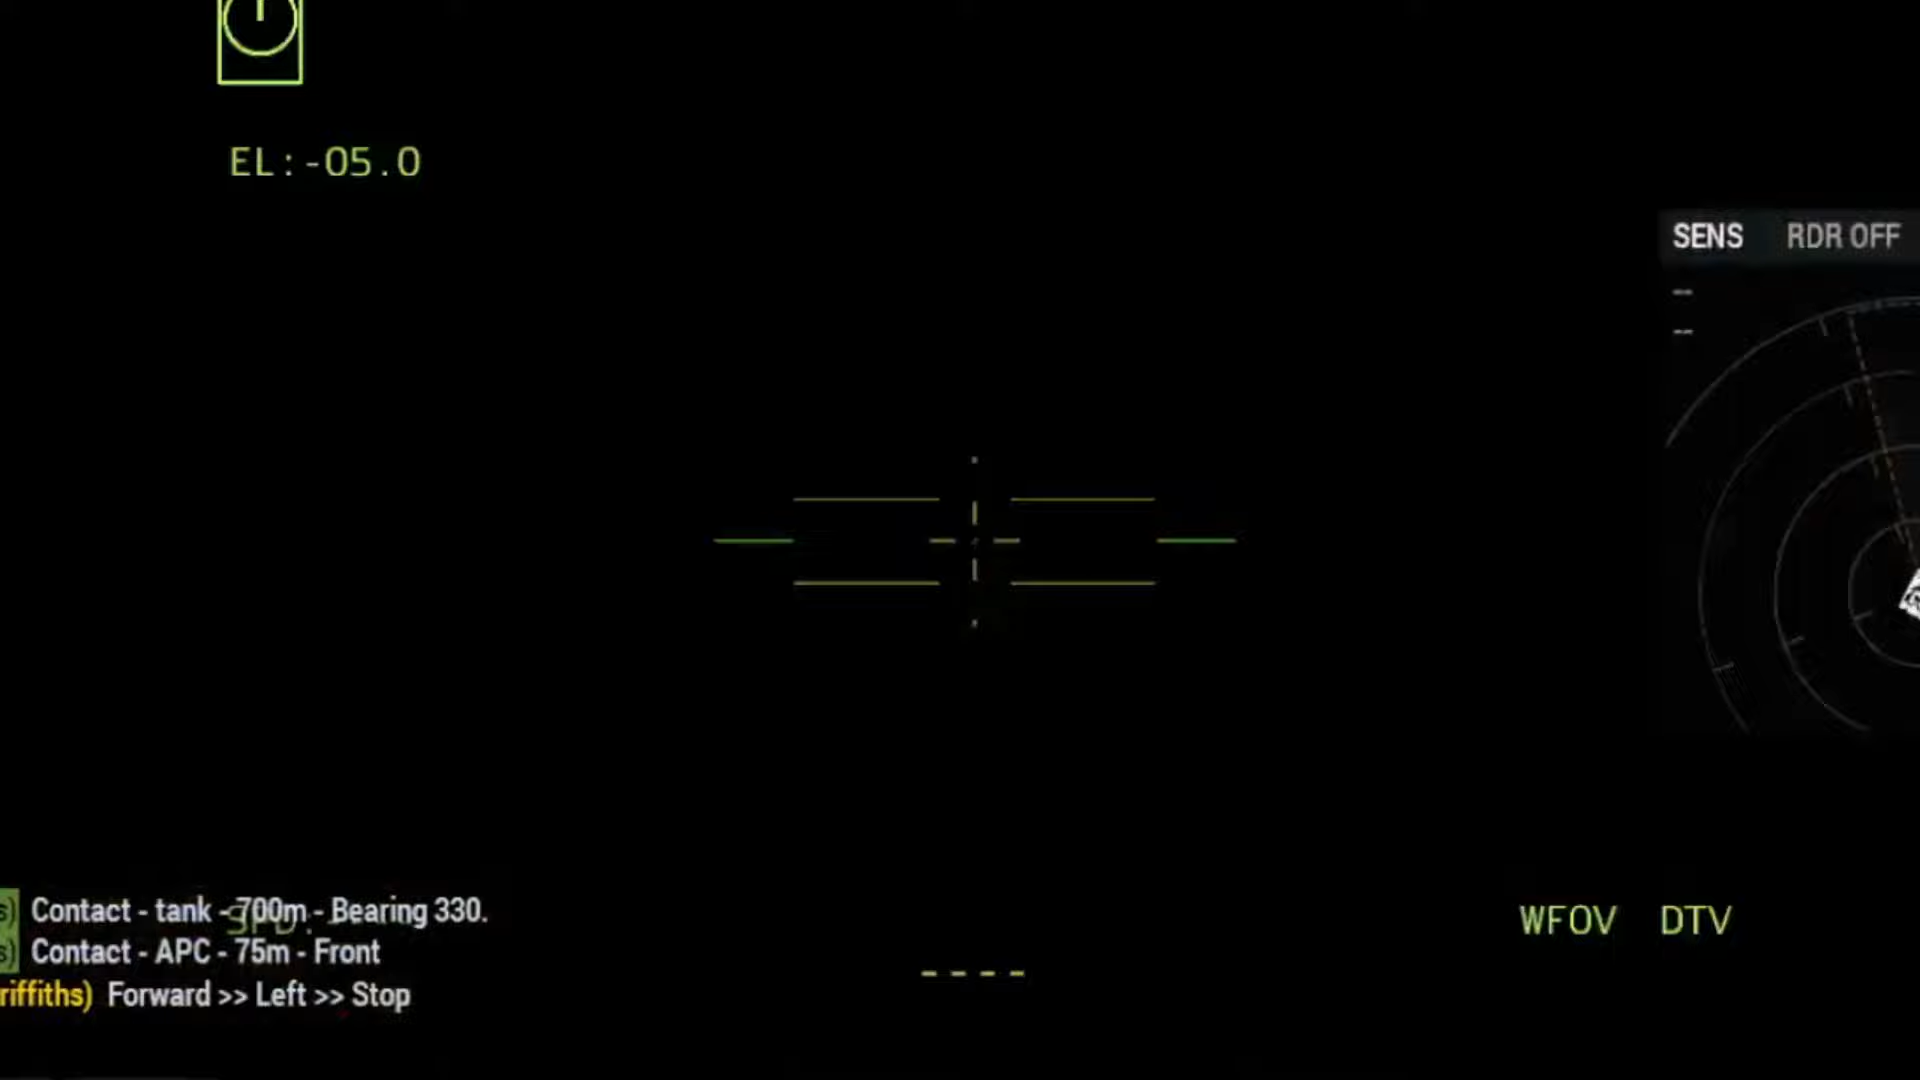 EL:-05.0
SENS RDR OFF
--
--
s) Contact - tank - 700m - Bearing 330.
SPD:
s) Contact - APC - 75m - Front
riffiths) Forward >> Left >> Stop
WFOV DTV
----